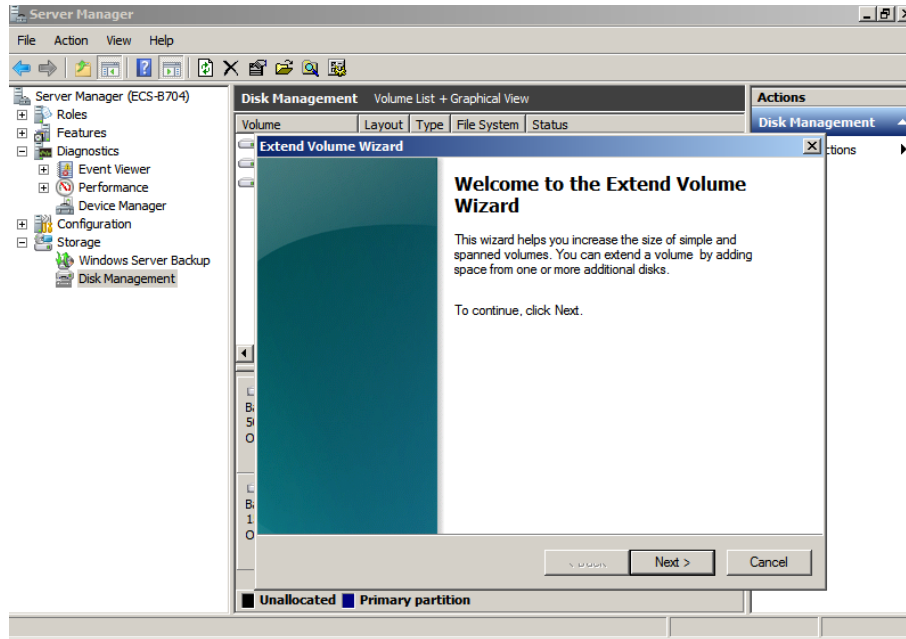 Server Manager
File Action View Help
Server Manager (ECS-B704)
Roles
Features
Diagnostics
Event Viewer
Performance
Device Manager
Configuration
Storage
Windows Server Backup
Disk Management
Disk Management Volume List + Graphical View
Volume Layout Type File System Status
Actions
Disk Management
ctions
Extend Volume Wizard
Welcome to the Extend Volume
Wizard
This wizard helps you increase the size of simple and
spanned volumes. You can extend a volume by adding
space from one or more additional disks.
To continue, click Next.
Next >
Cancel
Unallocated Primary partition